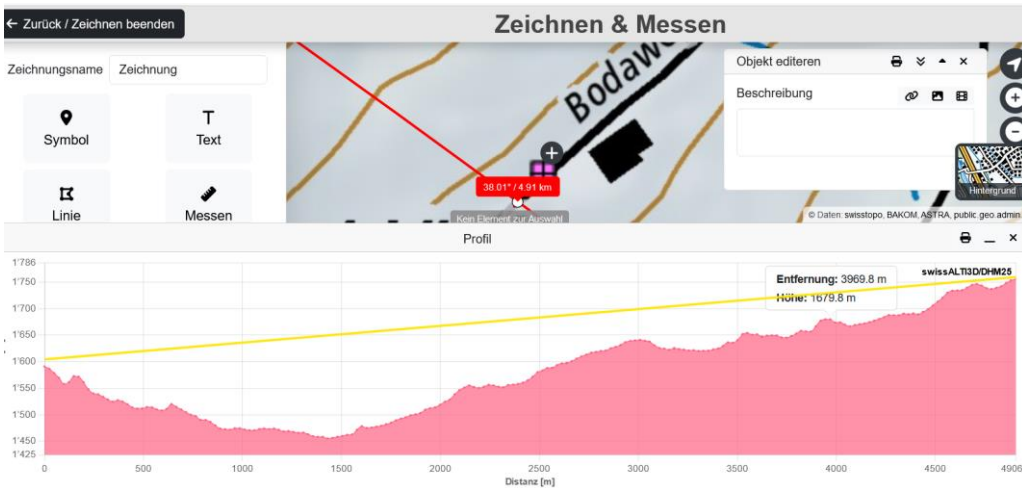 ← Zurück / Zeichnen beenden
Zeichnen & Messen
Zeichnungsname
Zeichnung
Symbol
T
Text
Linie
Messen
Bodawe
38.01° / 4.91 km
Kein Element zur Auswahl
Objekt editeren
Beschreibung
Hintergrund
© Daten: swisstopo, BAKOM, ASTRA, public.geo.admin
Profil
1'786
1'750
1'700
1'650
1'600
1'550
1'500
1'450
1'425
Entfernung: 3969.8 m
Höhe: 1679.8 m
swissALTI3D/DHM25
0 500 1000 1500 2000 2500 3000 3500 4000 4500 4906
Distanz [m]